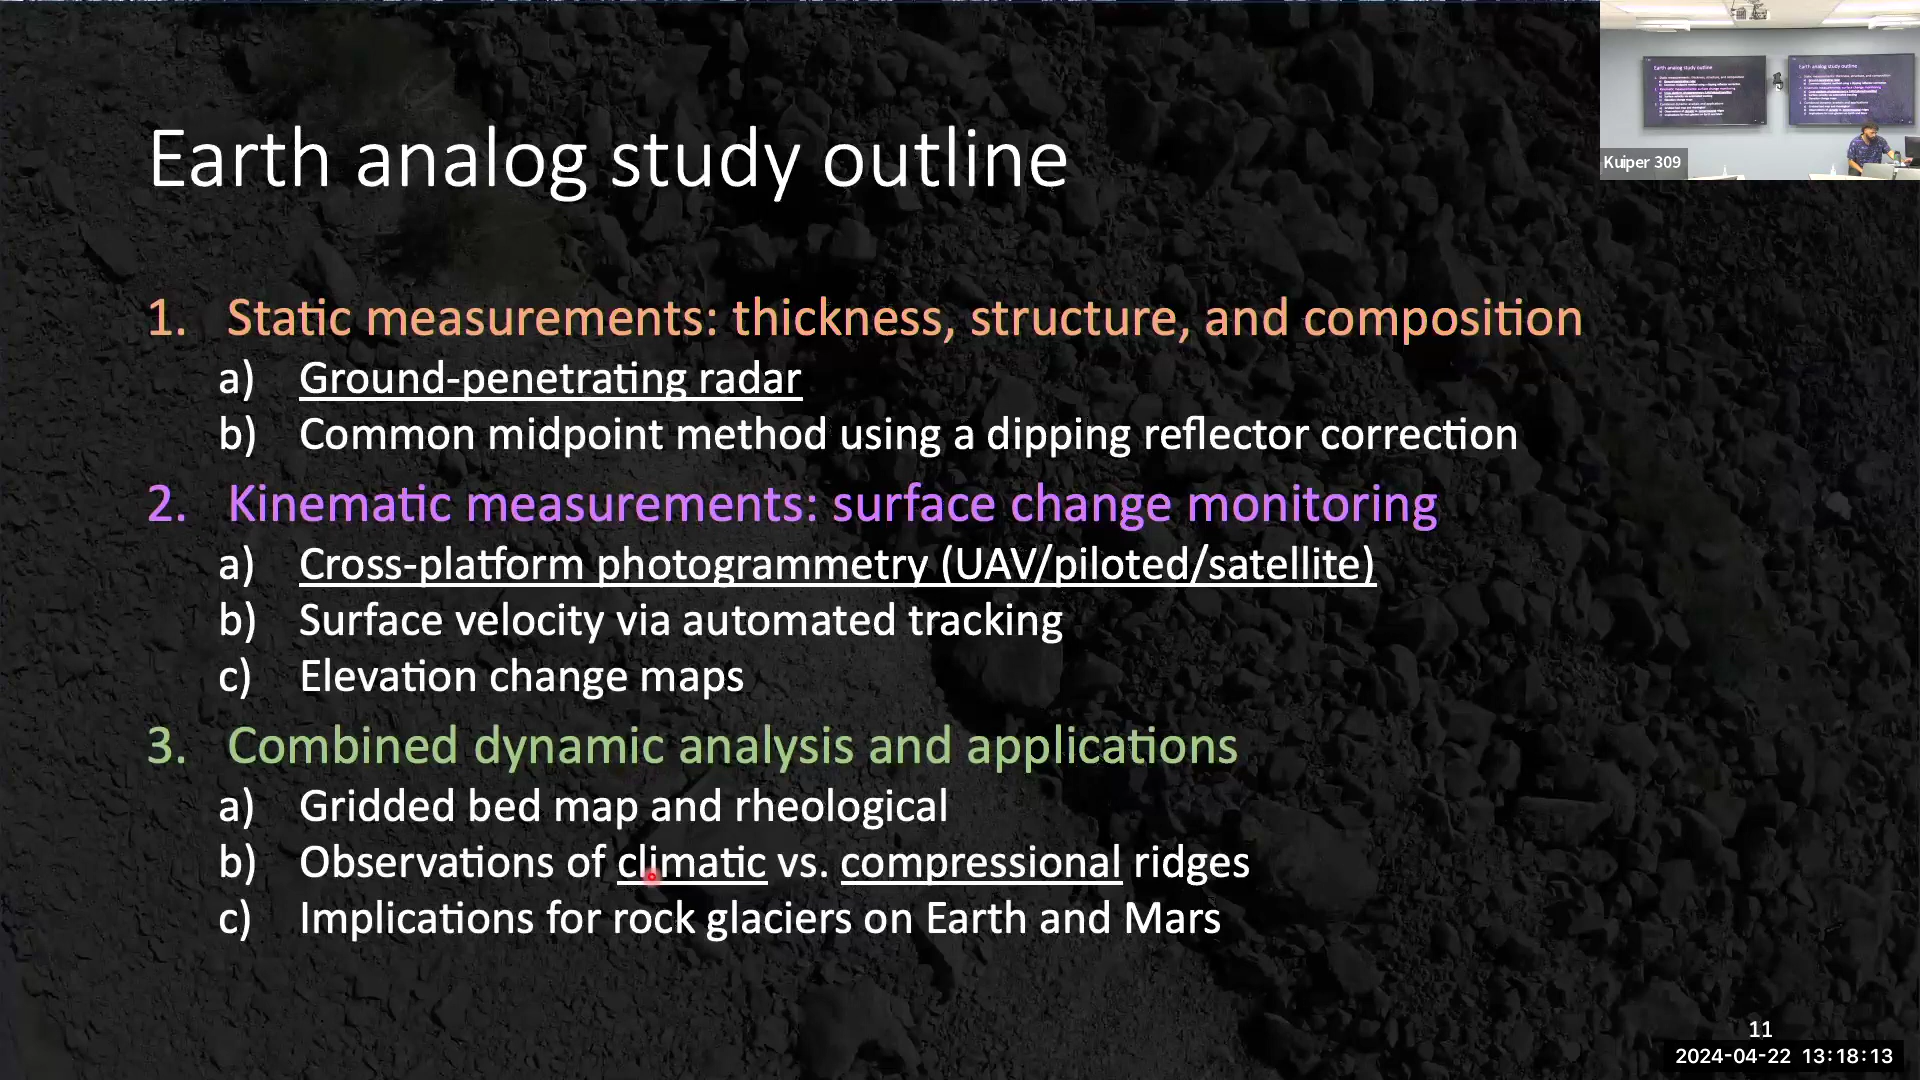 Earth analog study outline
Kuiper 309
1. Static measurements: thickness, structure, and composition
a) Ground-penetrating radar
b) Common midpoint method using a dipping reflector correction
2. Kinematic measurements: surface change monitoring
a) Cross-platform photogrammetry (UAV/piloted/satellite)
b) Surface velocity via automated tracking
c) Elevation change maps
3. Combined dynamic analysis and applications
a) Gridded bed map and rheological
b) Observations of climatic vs. compressional ridges
c) Implications for rock glaciers on Earth and Mars
11
2024-04-22 13:18:13